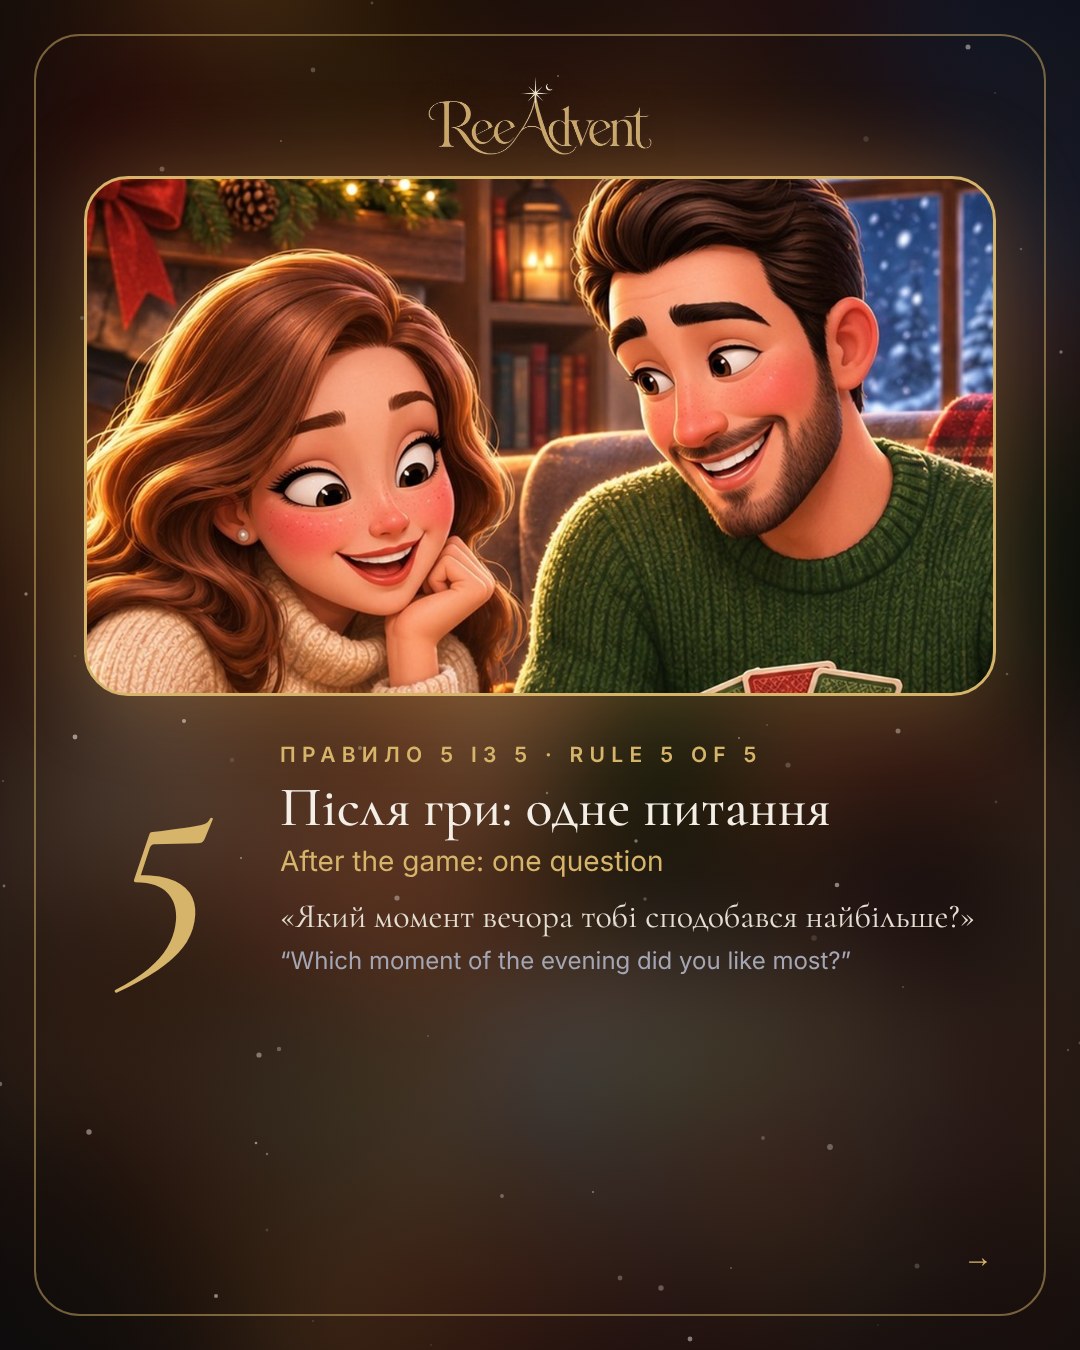 ReeAdvent
ПРАВИЛО 5 ІЗ 5 · RULE 5 OF 5
5
Після гри: одне питання
After the game: one question
«Який момент вечора тобі сподобався найбільше?»
“Which moment of the evening did you like most?”
→